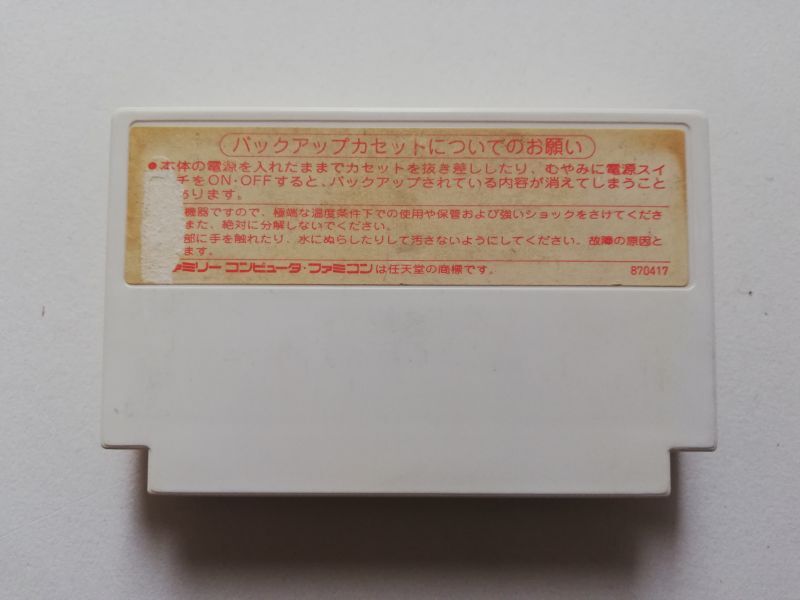 バックアップカセットについてのお願い
●本体の電源を入れたままでカセットを抜き差ししたり、むやみに電源スイ
チをON・OFFすると、バックアップされている内容が消えてしまうこと
あります。
機器ですので、極端な温度条件下での使用や保管および強いショックをさけてくださ
また、絶対に分解しないでください。
部に手を触れたり、水にぬらしたりして汚さないようにしてください。故障の原因と
ます。
ファミリーコンピュータ・ファミコンは任天堂の商標です。
870417